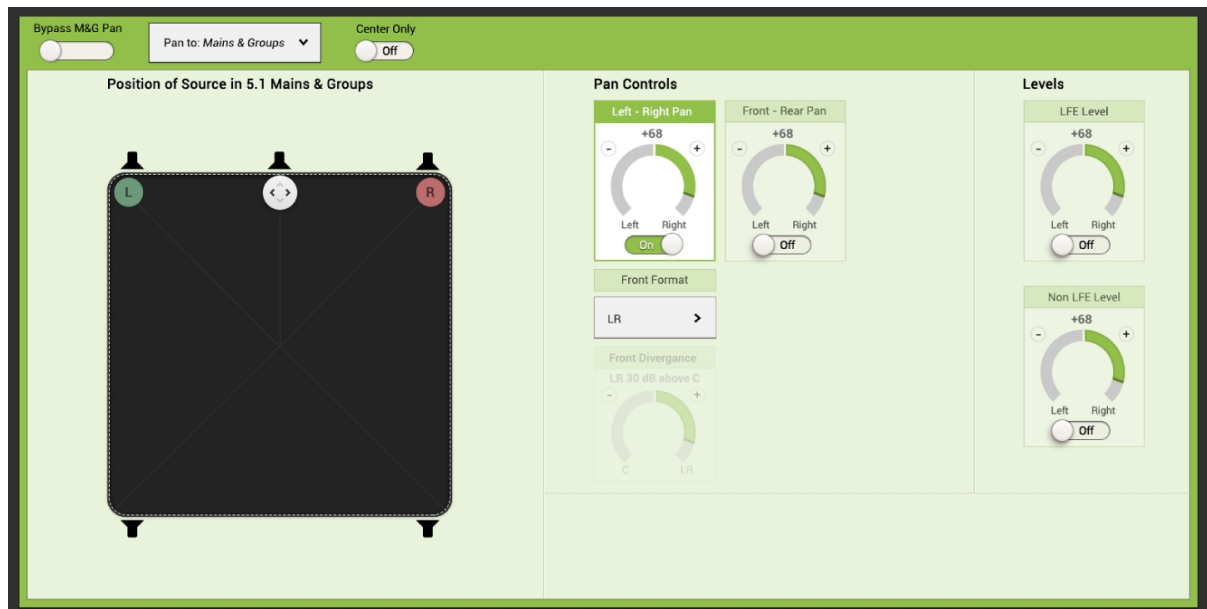 Bypass M&G Pan
Pan to: Mains & Groups
Center Only
Off
Position of Source in 5.1 Mains & Groups
L
R
Pan Controls
Left - Right Pan
+68
-
+
Left Right
On
Front - Rear Pan
+68
-
+
Left Right
Off
Front Format
LR
Front Divergance
LR 30 dB above C
-
+
C LR
Levels
LFE Level
+68
-
+
Left Right
Off
Non LFE Level
+68
-
+
Left Right
Off